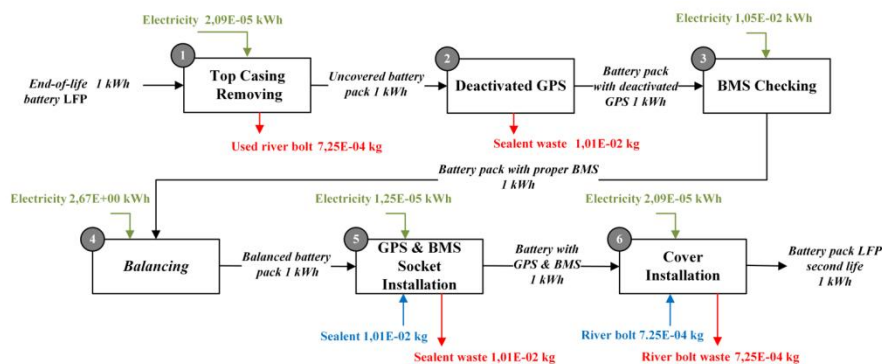 Electricity 2,09E-05 kWh
Electricity 1,05E-02 kWh
1
2
3
End-of-life 1 kWh
battery LFP
Top Casing
Removing
Uncovered battery
pack 1 kWh
Deactivated GPS
Battery pack
with deactivated
GPS 1 kWh
BMS Checking
Used river bolt 7,25E-04 kg
Sealent waste 1,01E-02 kg
Battery pack with proper BMS
1 kWh
Electricity 2,67E+00 kWh
Electricity 1,25E-05 kWh
Electricity 2,09E-05 kWh
4
5
6
Balancing
Balanced battery
pack 1 kWh
GPS & BMS
Socket
Installation
Battery with
GPS & BMS
1 kWh
Cover
Installation
Battery pack LFP
second life
1 kWh
Sealent 1,01E-02 kg
River bolt 7.25E-04 kg
Sealent waste 1,01E-02 kg
River bolt waste 7,25E-04 kg